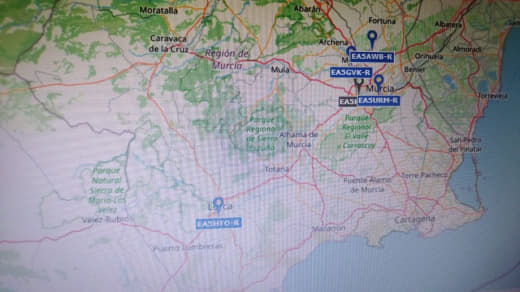 Moratalla
Abarán
Fortuna
Albatera
Caravaca
de la Cruz
Archena
EA5AWB-R
Almoradí
Región de
Murcia
Orihuela
Mula
EA5GVK-R
Murcia
EA5URM-R
Torrevieja
Parque
Regional
de Sierra
Espuña
Alhama de
Murcia
Parque
Regional
El Valle
y Carrascoy
San Pedro
del Pinatar
Totana
Parque
Natural
Sierra de
María-Los
Vélez
Vélez-Rubio
Fuente Álamo
de Murcia
Torre Pacheco
Lorca
EA5HTO-R
Cartagena
Mazarrón
Puerto Lumbreras